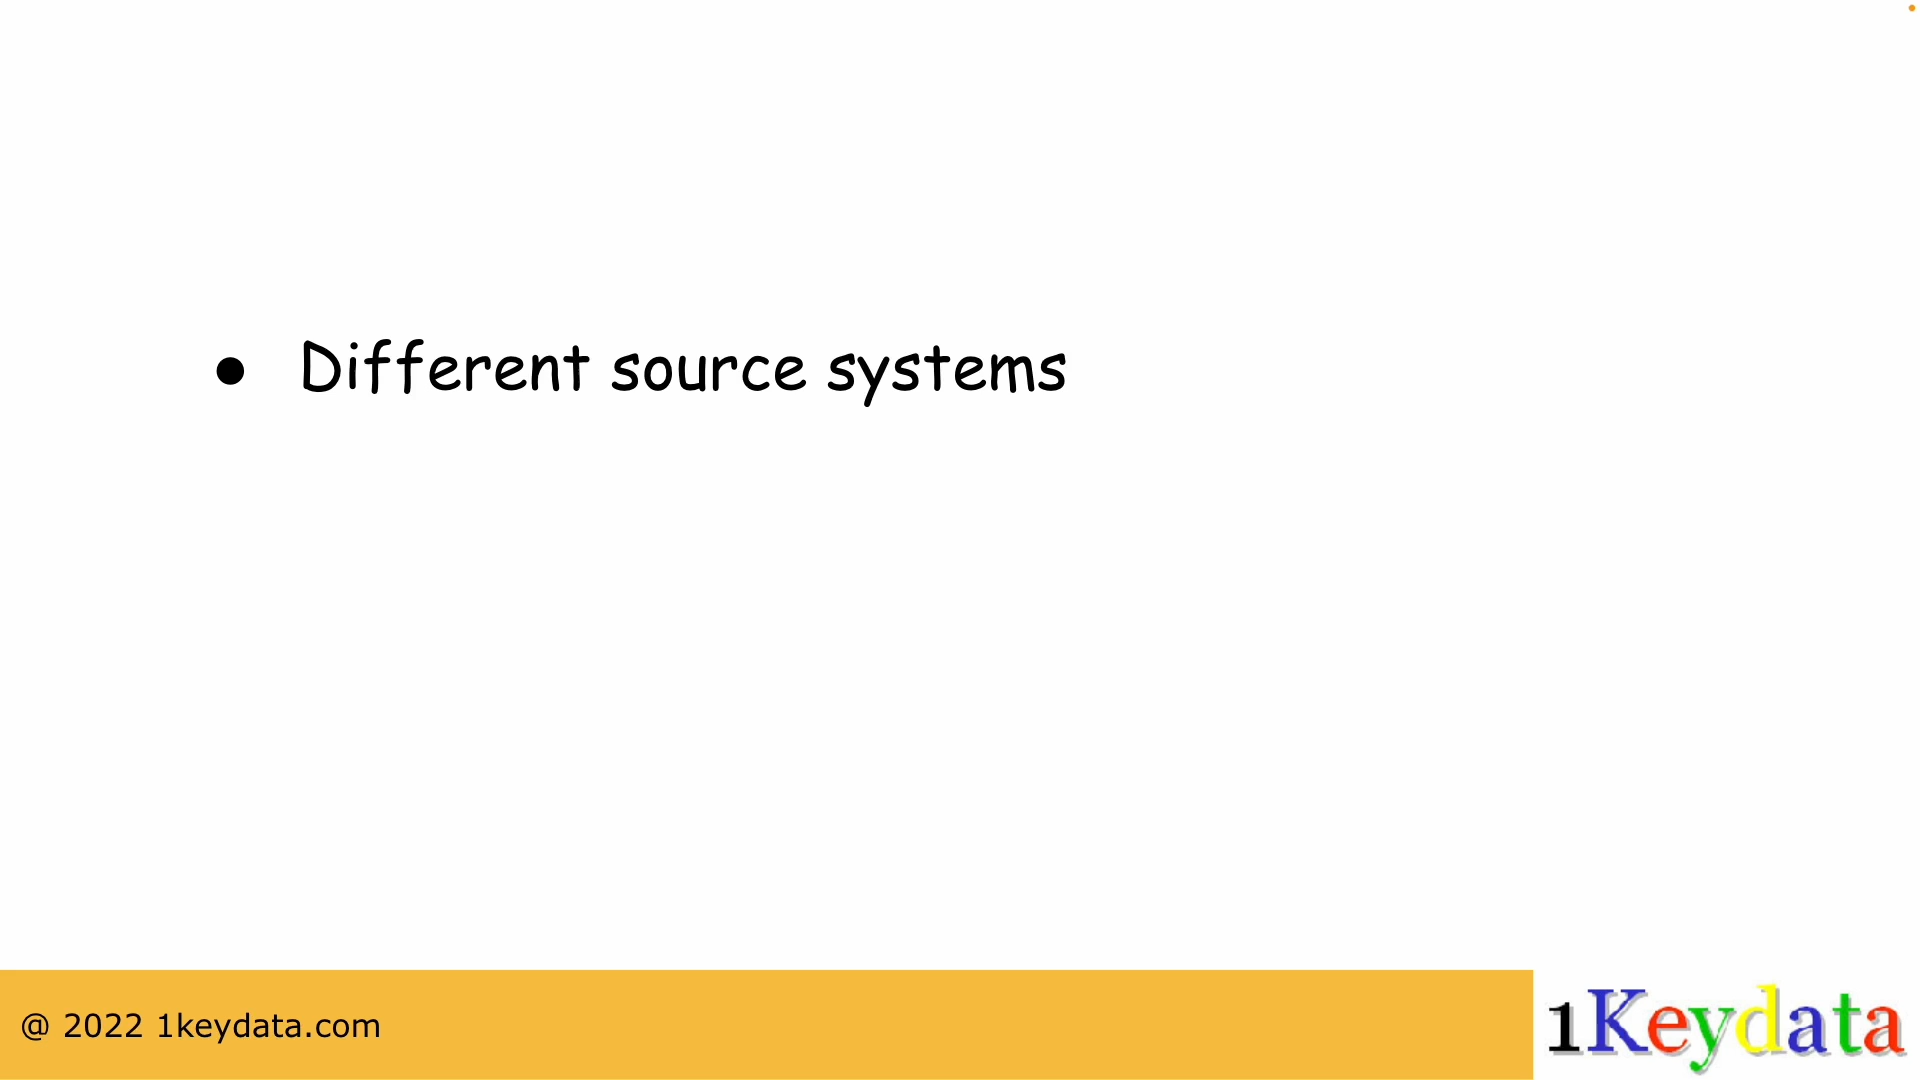 ● Different source systems
@ 2022 1keydata.com
1Keydata